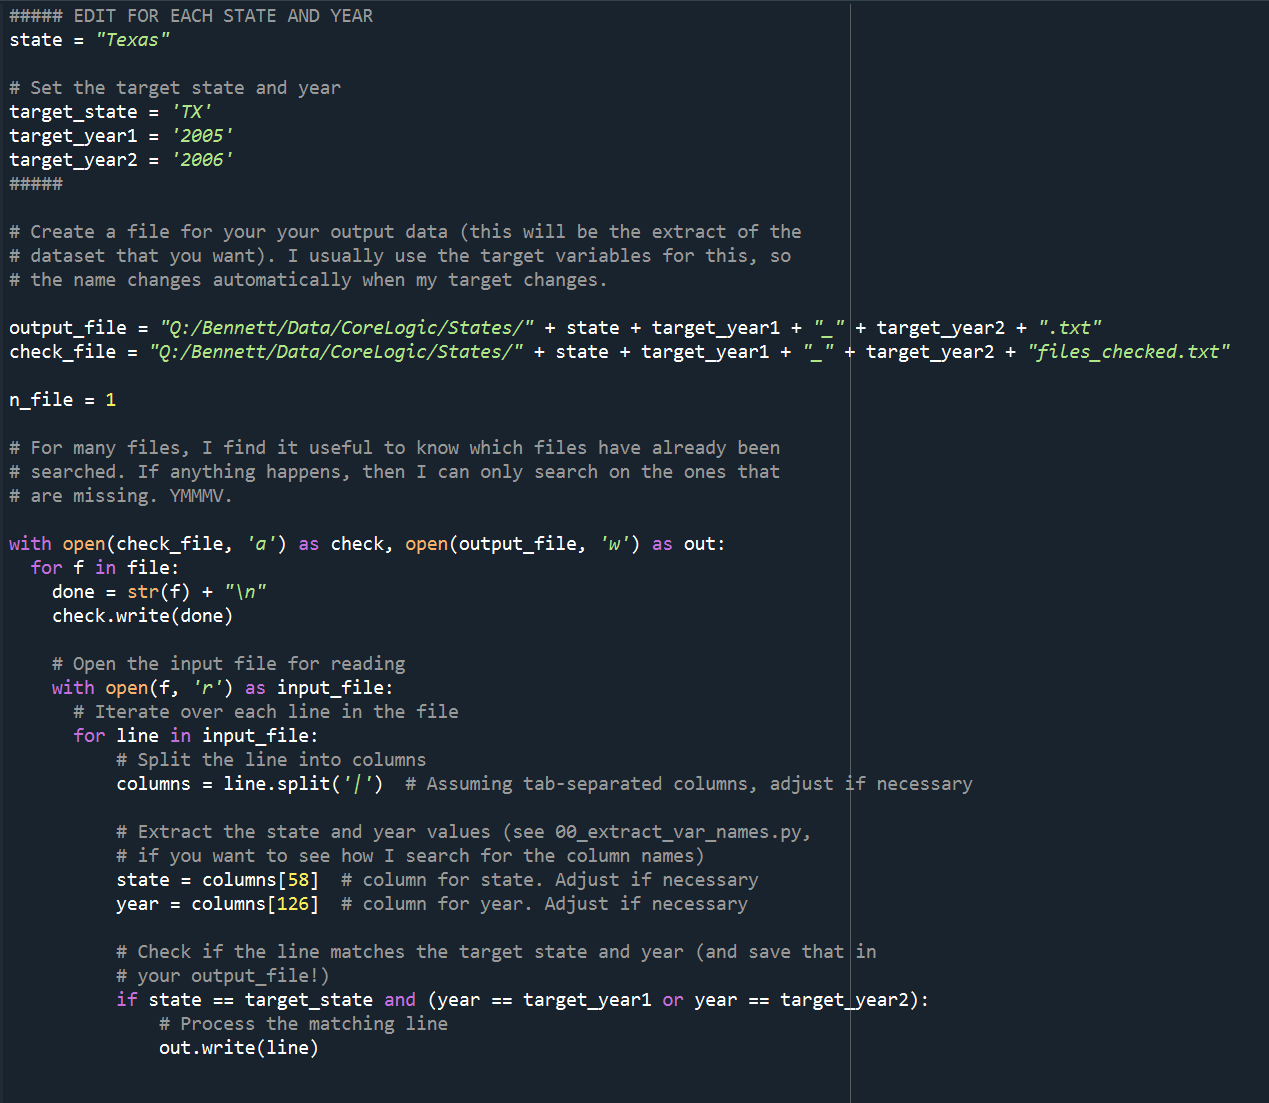 ##### EDIT FOR EACH STATE AND YEAR
state = "Texas"
# Set the target state and year
target_state = 'TX'
target_year1 = '2005'
target_year2 = '2006'
#####
# Create a file for your your output data (this will be the extract of the
# dataset that you want). I usually use the target variables for this, so
# the name changes automatically when my target changes.
output_file = "Q:/Bennett/Data/CoreLogic/States/" + state + target_year1 + "_" + target_year2 + ".txt"
check_file = "Q:/Bennett/Data/CoreLogic/States/" + state + target_year1 + "_" + target_year2 + "files_checked.txt"
n_file = 1
# For many files, I find it useful to know which files have already been
# searched. If anything happens, then I can only search on the ones that
# are missing. YMMMV.
with open(check_file, 'a') as check, open(output_file, 'w') as out:
  for f in file:
    done = str(f) + "\n"
    check.write(done)
    # Open the input file for reading
    with open(f, 'r') as input_file:
      # Iterate over each line in the file
      for line in input_file:
          # Split the line into columns
          columns = line.split('|')  # Assuming tab-separated columns, adjust if necessary
          # Extract the state and year values (see 00_extract_var_names.py,
          # if you want to see how I search for the column names)
          state = columns[58]  # column for state. Adjust if necessary
          year = columns[126]  # column for year. Adjust if necessary
          # Check if the line matches the target state and year (and save that in
          # your output_file!)
          if state == target_state and (year == target_year1 or year == target_year2):
              # Process the matching line
              out.write(line)